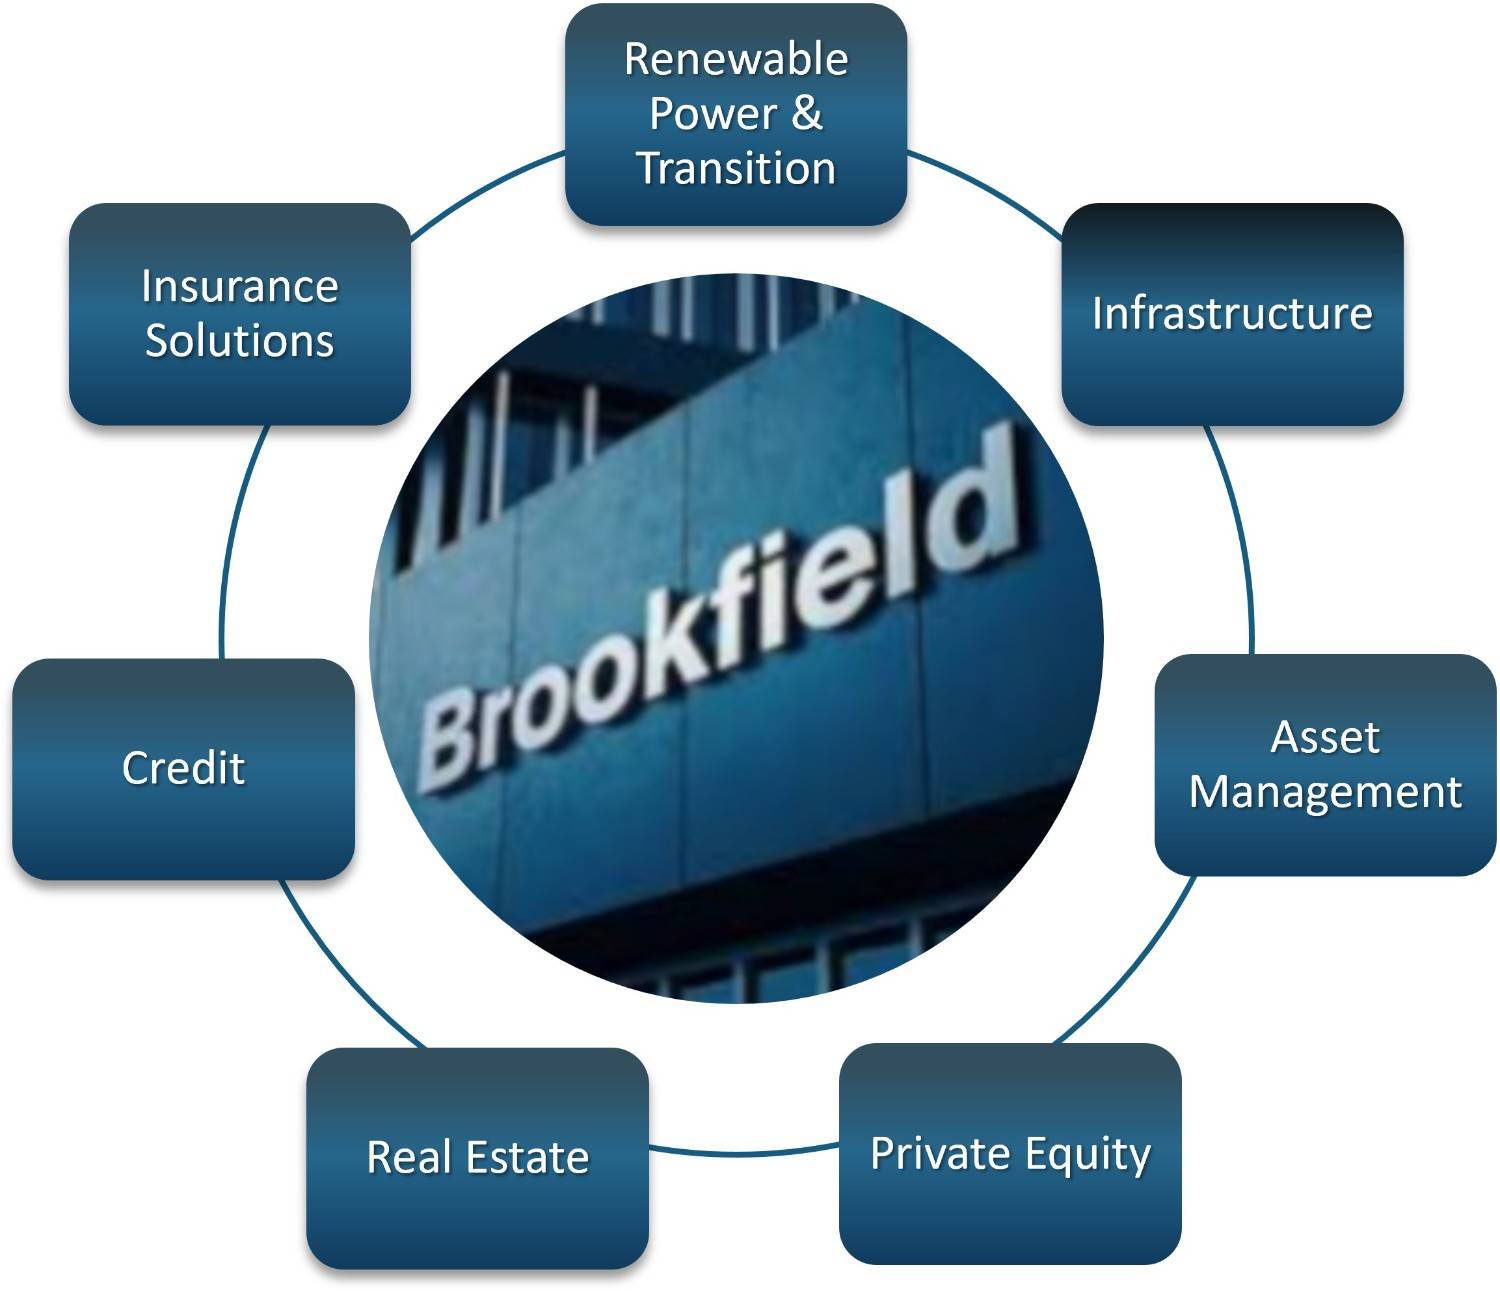 Renewable
Power &
Transition
Infrastructure
Asset
Management
Private Equity
Real Estate
Credit
Insurance
Solutions
Brookfield